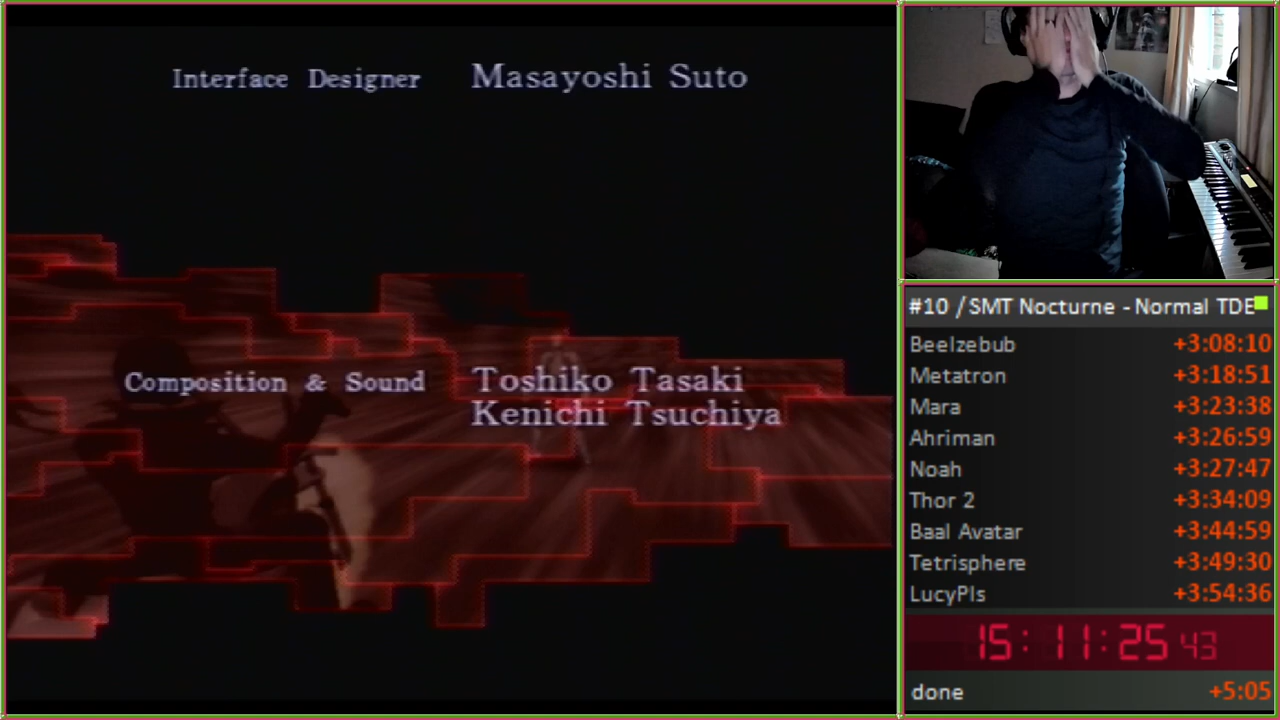 Interface Designer Masayoshi Suto
Composition & Sound Toshiko Tasaki
Kenichi Tsuchiya
#10 / SMT Nocturne - Normal TDE
Beelzebub +3:08:10
Metatron +3:18:51
Mara +3:23:38
Ahriman +3:26:59
Noah +3:27:47
Thor 2 +3:34:09
Baal Avatar +3:44:59
Tetrisphere +3:49:30
LucyPls +3:54:36
15:11:25 43
done +5:05